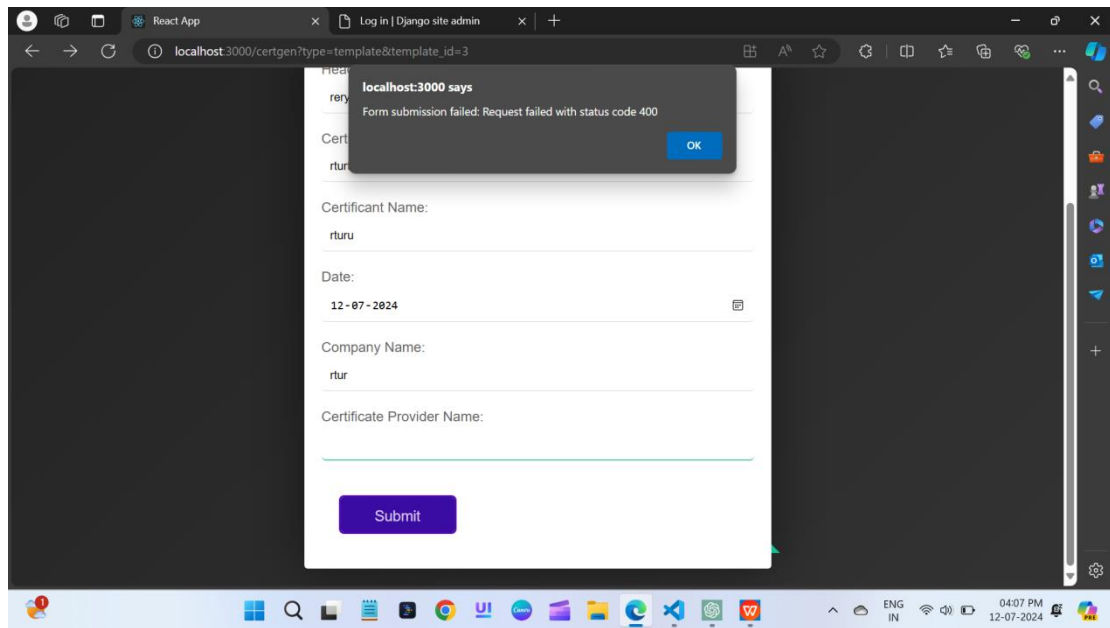 React App
Log in | Django site admin
localhost:3000/certgen?type=template&template_id=3
localhost:3000 says
Form submission failed: Request failed with status code 400
OK
rery
Cert
rtur
Certificant Name:
rturu
Date:
12-07-2024
Company Name:
rtur
Certificate Provider Name:
Submit
1
ENG
IN
04:07 PM
12-07-2024
PRE